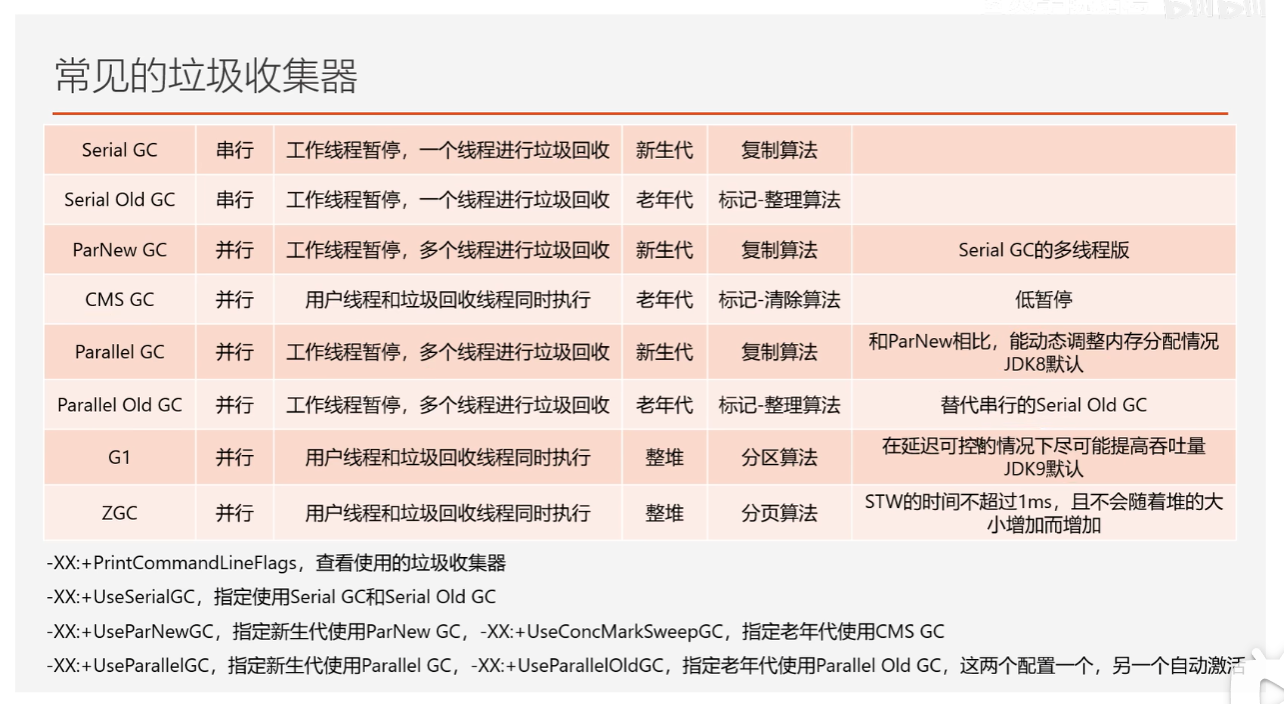 常见的垃圾收集器
Serial GC 串行 工作线程暂停，一个线程进行垃圾回收 新生代 复制算法
Serial Old GC 串行 工作线程暂停，一个线程进行垃圾回收 老年代 标记-整理算法
ParNew GC 并行 工作线程暂停，多个线程进行垃圾回收 新生代 复制算法 Serial GC的多线程版
CMS GC 并行 用户线程和垃圾回收线程同时执行 老年代 标记-清除算法 低暂停
Parallel GC 并行 工作线程暂停，多个线程进行垃圾回收 新生代 复制算法 和ParNew相比，能动态调整内存分配情况
JDK8默认
Parallel Old GC 并行 工作线程暂停，多个线程进行垃圾回收 老年代 标记-整理算法 替代串行的Serial Old GC
G1 并行 用户线程和垃圾回收线程同时执行 整堆 分区算法 在延迟可控的情况下尽可能提高吞吐量
JDK9默认
ZGC 并行 用户线程和垃圾回收线程同时执行 整堆 分页算法 STW的时间不超过1ms，且不会随着堆的大
小增加而增加
-XX:+PrintCommandLineFlags，查看使用的垃圾收集器
-XX:+UseSerialGC，指定使用Serial GC和Serial Old GC
-XX:+UseParNewGC，指定新生代使用ParNew GC，-XX:+UseConcMarkSweepGC，指定老年代使用CMS GC
-XX:+UseParallelGC，指定新生代使用Parallel GC，-XX:+UseParallelOldGC，指定老年代使用Parallel Old GC，这两个配置一个，另一个自动激活